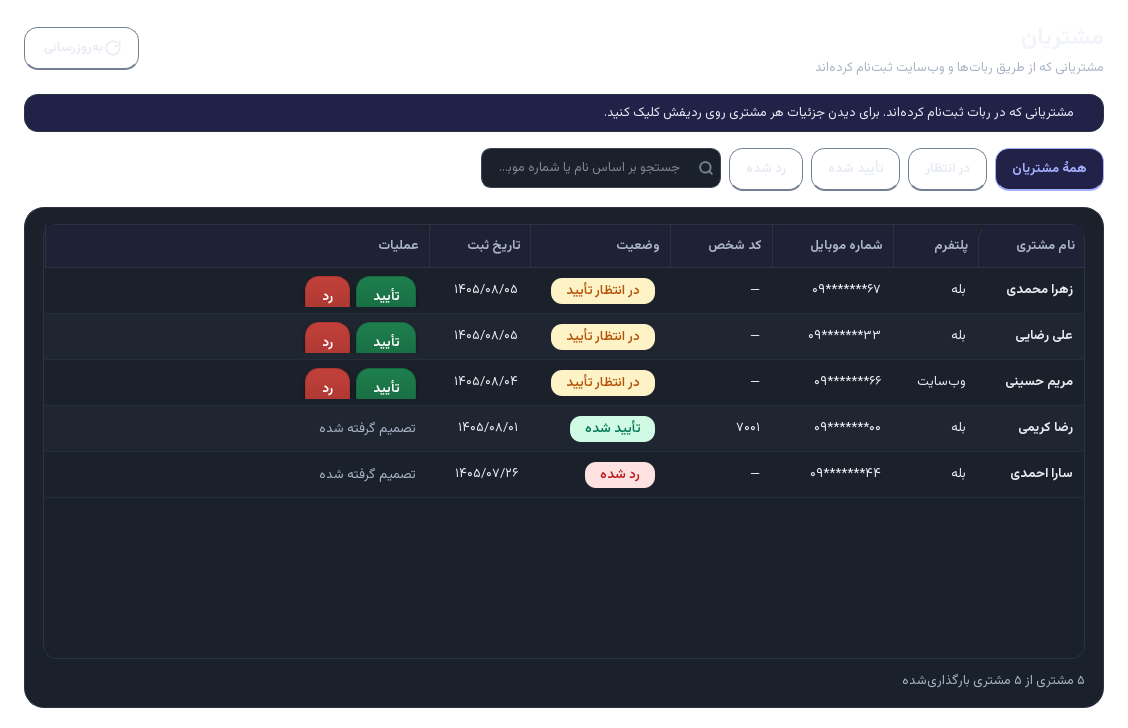 مشتریان
به‌روزرسانی
مشتریانی که از طریق ربات‌ها و وب‌سایت ثبت‌نام کرده‌اند
مشتریانی که در ربات ثبت‌نام کرده‌اند. برای دیدن جزئیات هر مشتری روی ردیفش کلیک کنید.
همهٔ مشتریان در انتظار تأیید شده رد شده جستجو بر اساس نام یا شماره موبـ...
نام مشتری پلتفرم شماره موبایل کد شخص وضعیت تاریخ ثبت عملیات
زهرا محمدی بله ۰۹*******۶۷ — در انتظار تأیید ۱۴۰۵/۰۸/۰۵ تأیید رد
علی رضایی بله ۰۹*******۳۳ — در انتظار تأیید ۱۴۰۵/۰۸/۰۵ تأیید رد
مریم حسینی وب‌سایت ۰۹*******۶۶ — در انتظار تأیید ۱۴۰۵/۰۸/۰۴ تأیید رد
رضا کریمی بله ۰۹*******۰۰ ۷۰۰۱ تأیید شده ۱۴۰۵/۰۸/۰۱ تصمیم گرفته شده
سارا احمدی بله ۰۹*******۴۴ — رد شده ۱۴۰۵/۰۷/۲۶ تصمیم گرفته شده
۵ مشتری از ۵ مشتری بارگذاری‌شده